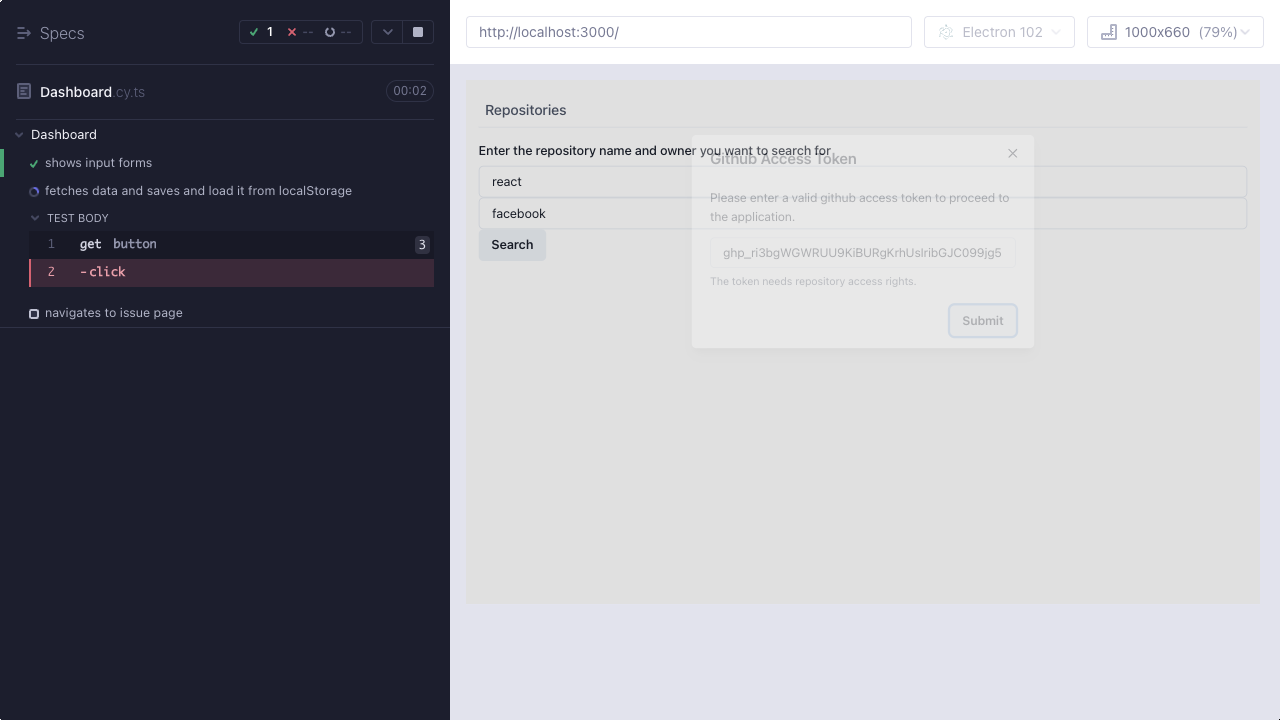 Specs
1
--
--
Dashboard.cy.ts
00:02
Dashboard
shows input forms
fetches data and saves and load it from localStorage
TEST BODY
1 get button 3
2 -click
navigates to issue page
http://localhost:3000/
Electron 102
1000x660 (79%)
Repositories
Enter the repository name and owner you want to search for
react
facebook
Search
Github Access Token
Please enter a valid github access token to proceed to
the application.
The token needs repository access rights.
Submit